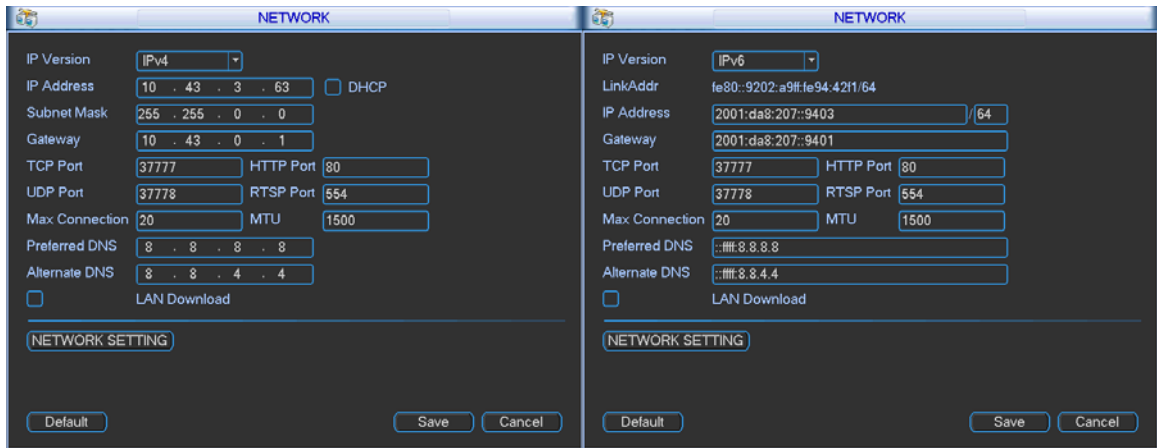 NETWORK
IP Version IPv4
IP Address 10 . 43 . 3 . 63 DHCP
Subnet Mask 255 . 255 . 0 . 0
Gateway 10 . 43 . 0 . 1
TCP Port 37777 HTTP Port 80
UDP Port 37778 RTSP Port 554
Max Connection 20 MTU 1500
Preferred DNS 8 . 8 . 8 . 8
Alternate DNS 8 . 8 . 4 . 4
LAN Download
NETWORK SETTING
Default Save Cancel
NETWORK
IP Version IPv6
LinkAddr fe80::9202:a9ff:fe94:42f1/64
IP Address 2001:da8:207::9403 / 64
Gateway 2001:da8:207::9401
TCP Port 37777 HTTP Port 80
UDP Port 37778 RTSP Port 554
Max Connection 20 MTU 1500
Preferred DNS ::ffff:8.8.8.8
Alternate DNS ::ffff:8.8.4.4
LAN Download
NETWORK SETTING
Default Save Cancel